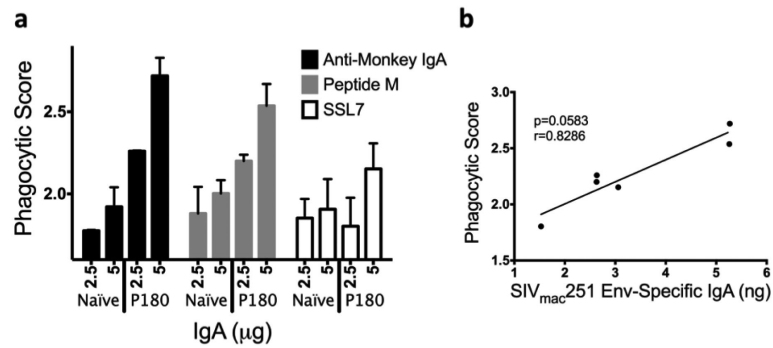 a
Phagocytic Score
2.5
2.0
Anti-Monkey IgA
Peptide M
SSL7
2.5 5 2.5 5 2.5 5 2.5 5 2.5 5 2.5 5
Naïve P180 Naïve P180 Naïve P180
IgA (μg)
b
Phagocytic Score
3.0
2.5
2.0
1.5
p=0.0583
r=0.8286
1 2 3 4 5 6
SIVmac251 Env-Specific IgA (ng)